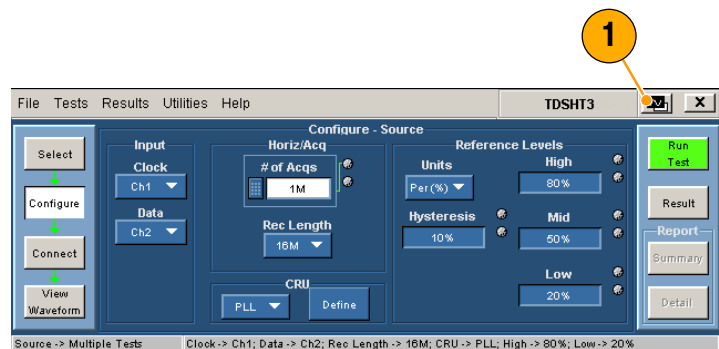 1
File Tests Results Utilities Help TDSHT3 X
Configure - Source
Select
Configure
Connect
View
Waveform
Input
Clock
Ch1
Data
Ch2
Horiz/Acq
# of Acqs
1M
Rec Length
16M
CRU
PLL Define
Reference Levels
Units
Per(%)
Hysteresis
10%
High
80%
Mid
50%
Low
20%
Run
Test
Result
Report
Summary
Detail
Source -> Multiple Tests Clock -> Ch1; Data -> Ch2; Rec Length -> 16M; CRU -> PLL; High -> 80%; Low -> 20%